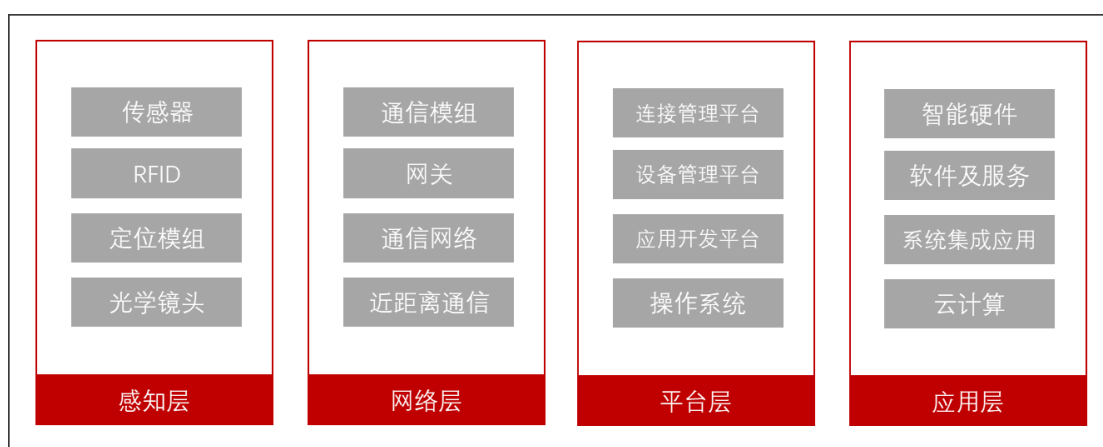 传感器
RFID
定位模组
光学镜头
感知层
通信模组
网关
通信网络
近距离通信
网络层
连接管理平台
设备管理平台
应用开发平台
操作系统
平台层
智能硬件
软件及服务
系统集成应用
云计算
应用层